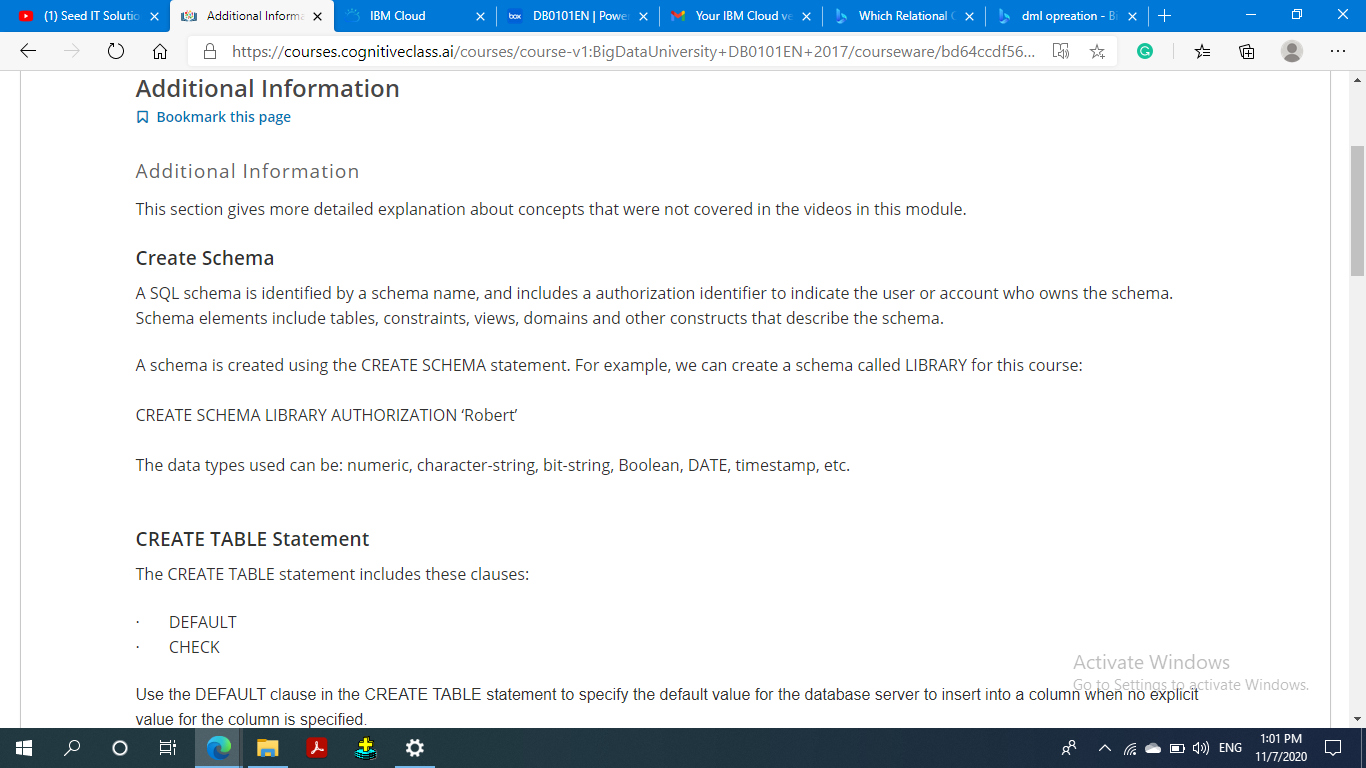 (1) Seed IT Solutio
Additional Informa
IBM Cloud
box DB0101EN | Powe
Your IBM Cloud ve
Which Relational
dml opreation - Bi
https://courses.cognitiveclass.ai/courses/course-v1:BigDataUniversity+DB0101EN+2017/courseware/bd64ccdf56...
Additional Information
Bookmark this page
Additional Information
This section gives more detailed explanation about concepts that were not covered in the videos in this module.
Create Schema
A SQL schema is identified by a schema name, and includes a authorization identifier to indicate the user or account who owns the schema.
Schema elements include tables, constraints, views, domains and other constructs that describe the schema.
A schema is created using the CREATE SCHEMA statement. For example, we can create a schema called LIBRARY for this course:
CREATE SCHEMA LIBRARY AUTHORIZATION ‘Robert’
The data types used can be: numeric, character-string, bit-string, Boolean, DATE, timestamp, etc.
CREATE TABLE Statement
The CREATE TABLE statement includes these clauses:
· DEFAULT
· CHECK
Activate Windows
Go to Settings to activate Windows.
Use the DEFAULT clause in the CREATE TABLE statement to specify the default value for the database server to insert into a column when no explicit
value for the column is specified.
ENG
1:01 PM
11/7/2020